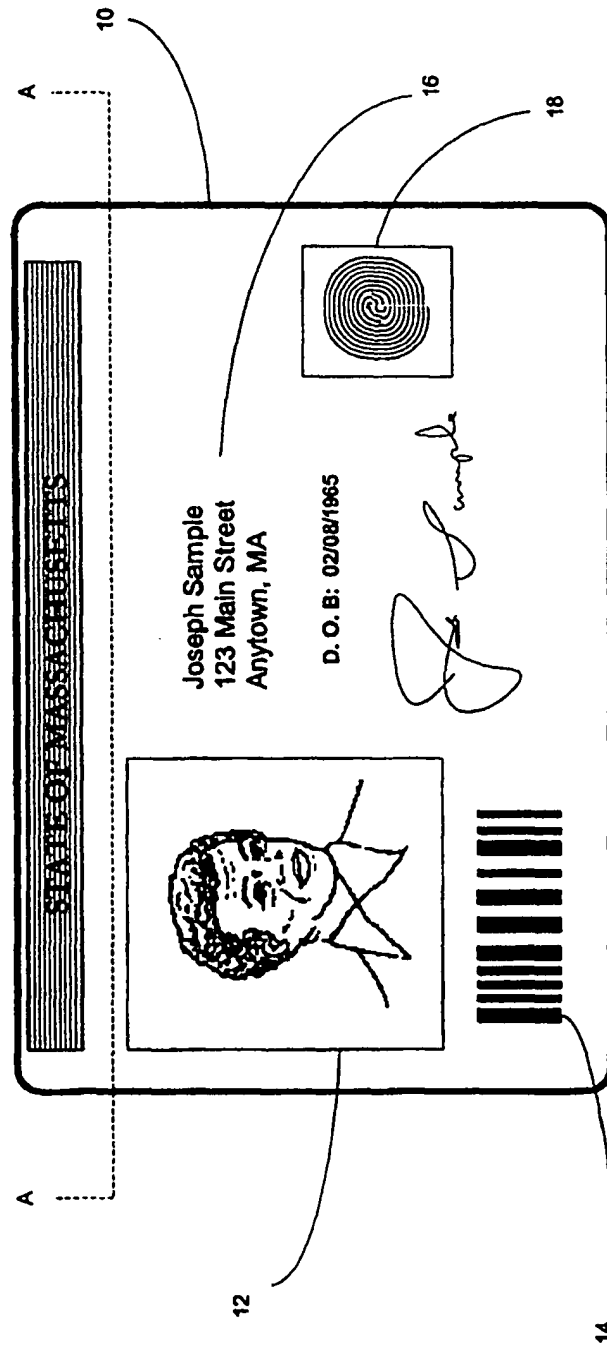 A
A
10
STATE OF MASSACHUSETTS
Joseph Sample
123 Main Street
Anytown, MA
16
D. O. B: 02/08/1965
18
12
14